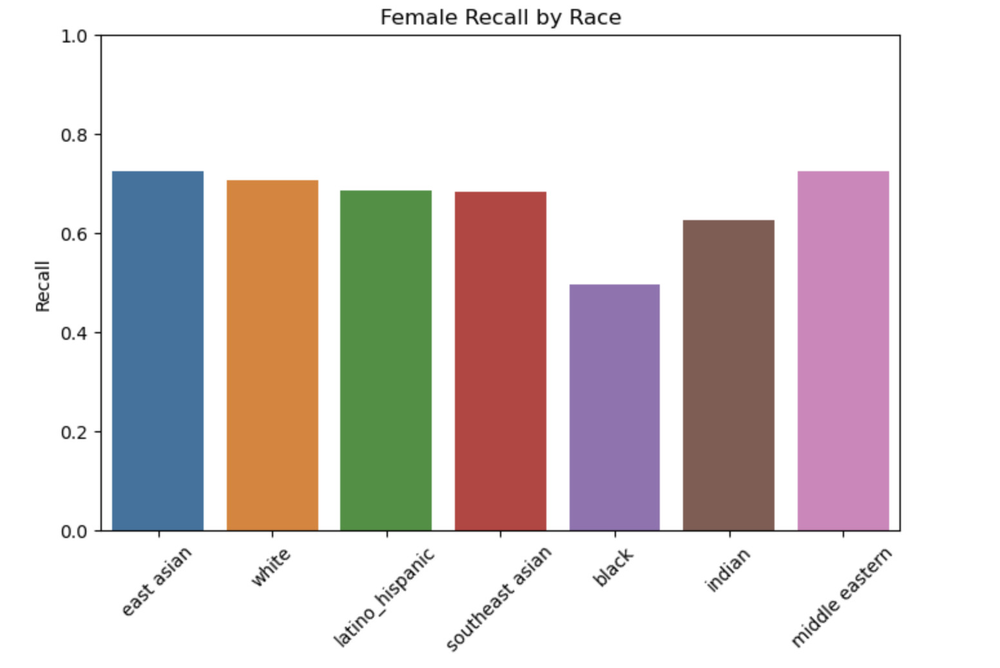 Female Recall by Race
1.0
0.8
0.6
0.4
0.2
0.0
Recall
east asian
white
latino_hispanic
southeast asian
black
indian
middle eastern